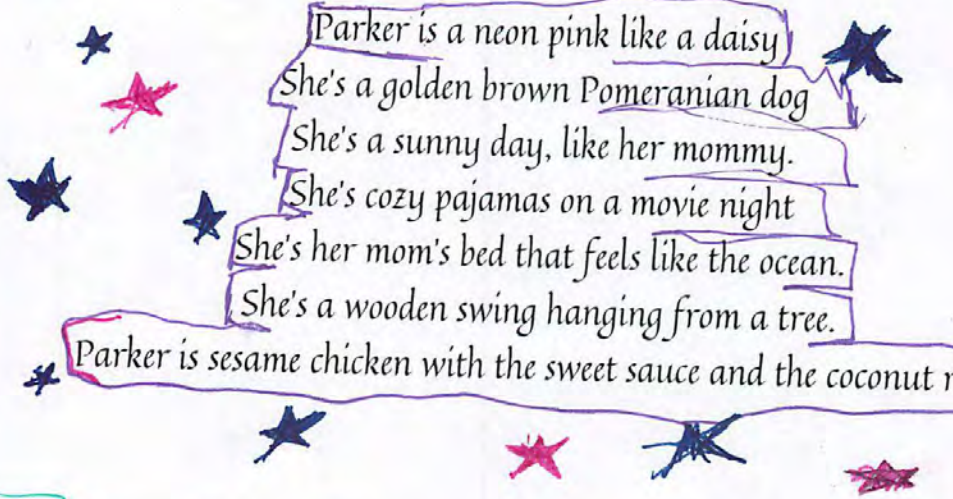 Parker is a neon pink like a daisy
She's a golden brown Pomeranian dog
She's a sunny day, like her mommy.
She's cozy pajamas on a movie night
She's her mom's bed that feels like the ocean.
She's a wooden swing hanging from a tree.
Parker is sesame chicken with the sweet sauce and the coconut